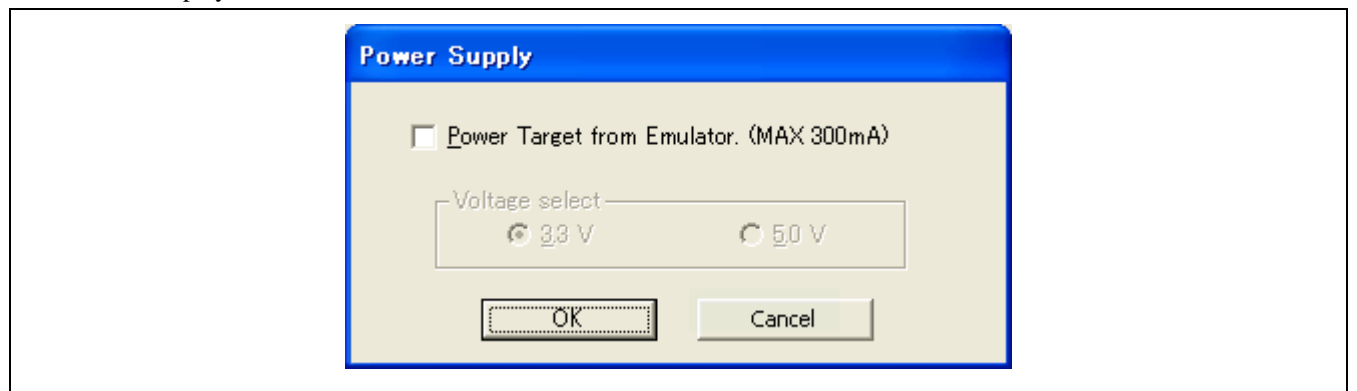 Power Supply
Power Target from Emulator. (MAX 300mA)
Voltage select
3.3 V 5.0 V
OK Cancel